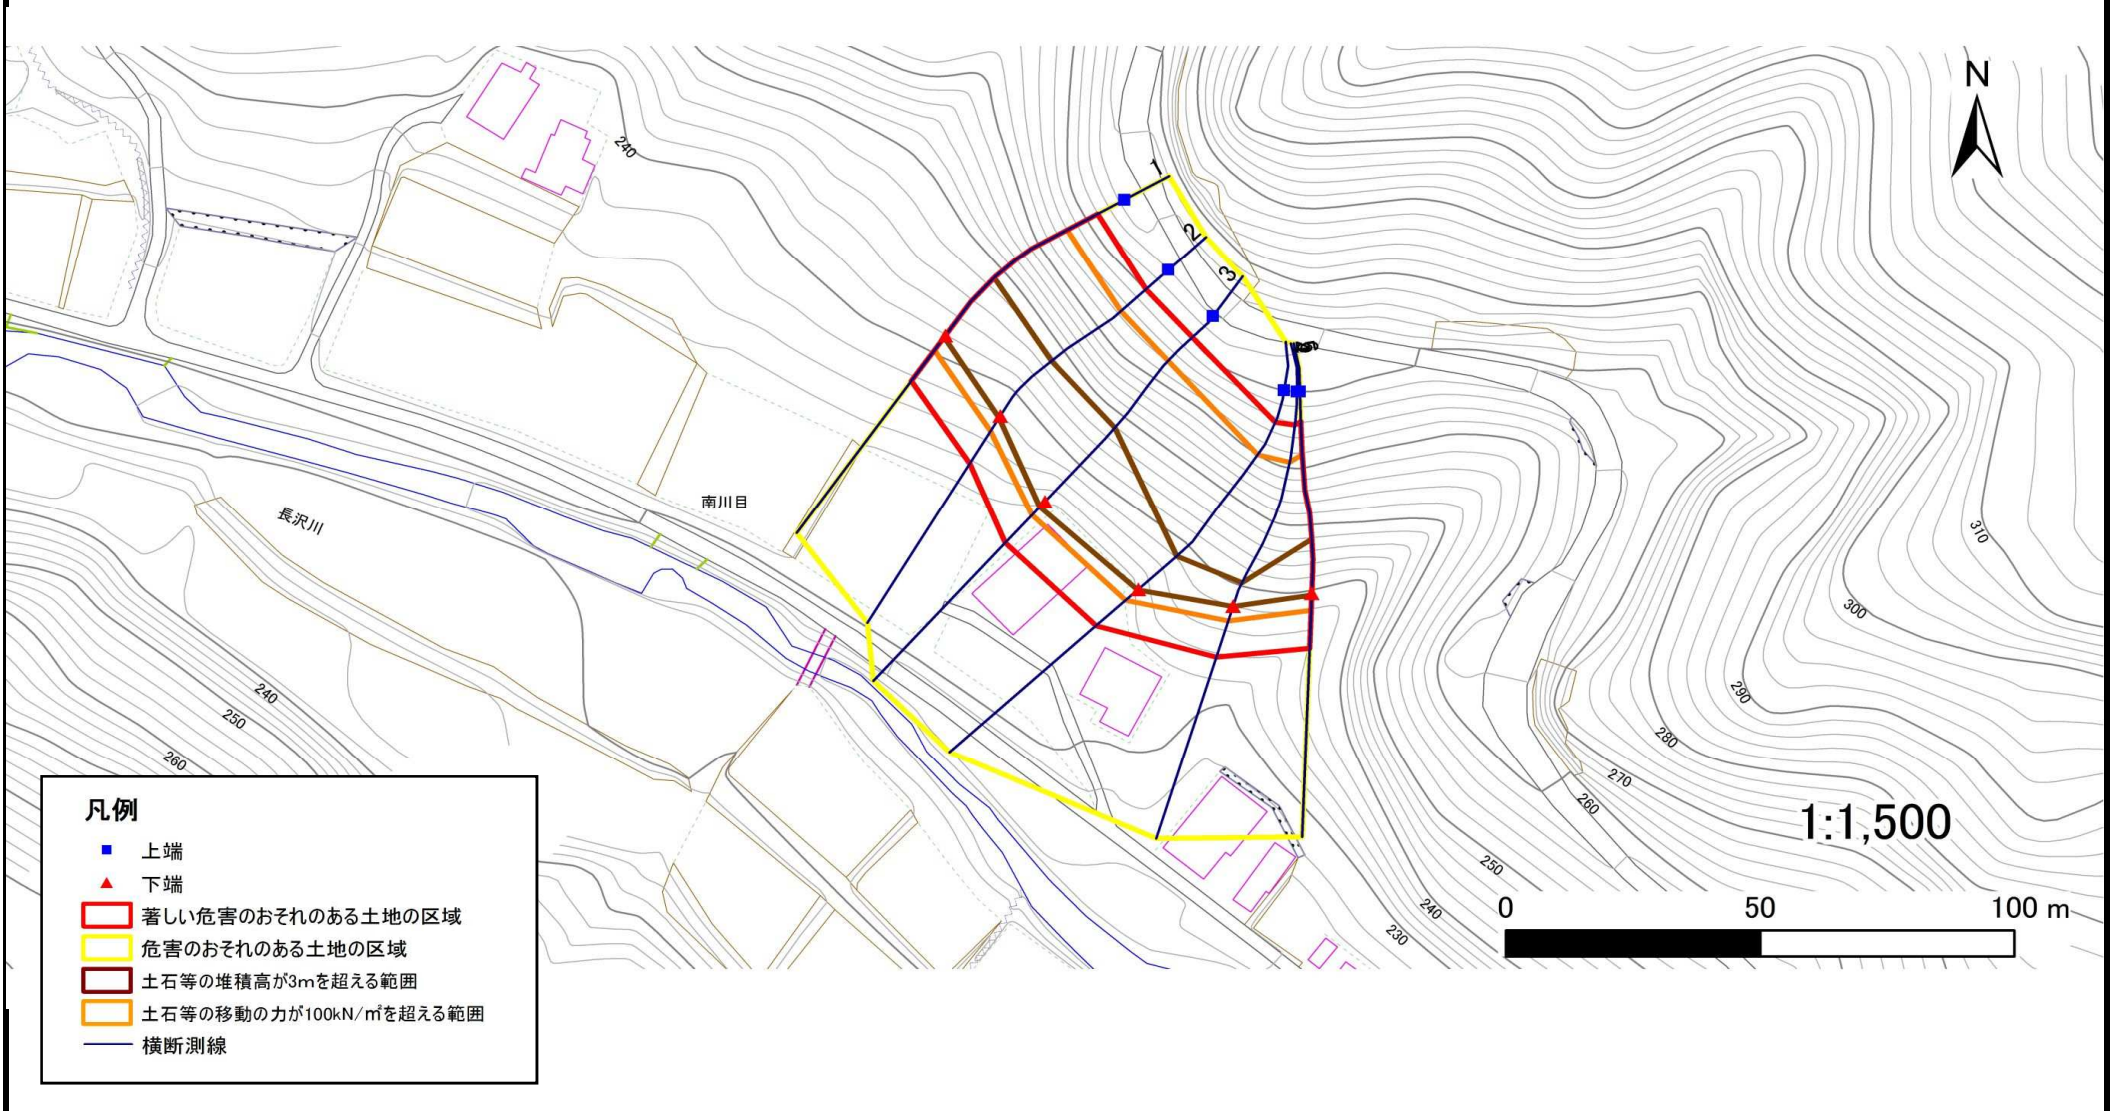 N
240
1
2
3
南川目
長沢川
310
300
290
280
270
260
250
240
230
240
250
260
1:1,500
0 50 100 m
凡例
上端
下端
著しい危害のおそれのある土地の区域
危害のおそれのある土地の区域
土石等の堆積高が3mを超える範囲
土石等の移動の力が100kN/㎡を超える範囲
横断測線